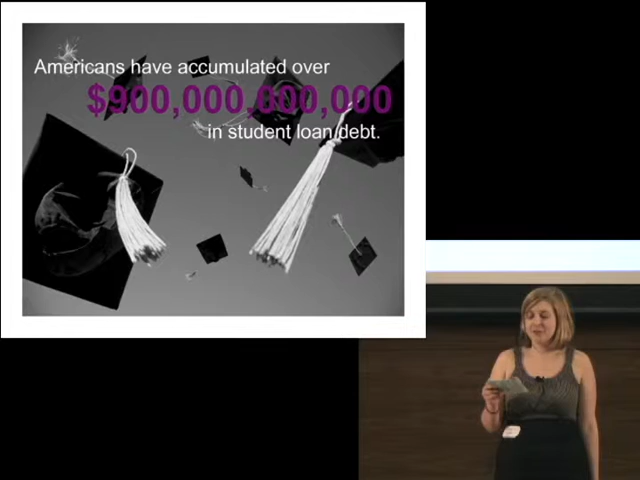 Americans have accumulated over
$900,000,000,000
in student loan debt.